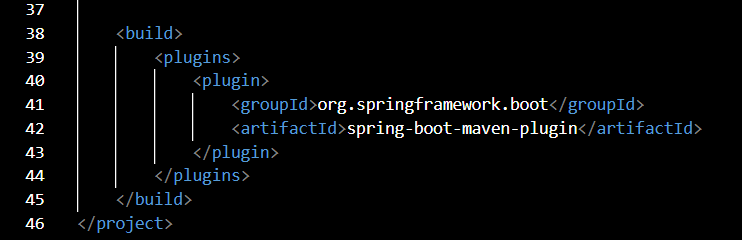 37
38 <build>
39 <plugins>
40 <plugin>
41 <groupId>org.springframework.boot</groupId>
42 <artifactId>spring-boot-maven-plugin</artifactId>
43 </plugin>
44 </plugins>
45 </build>
46 </project>